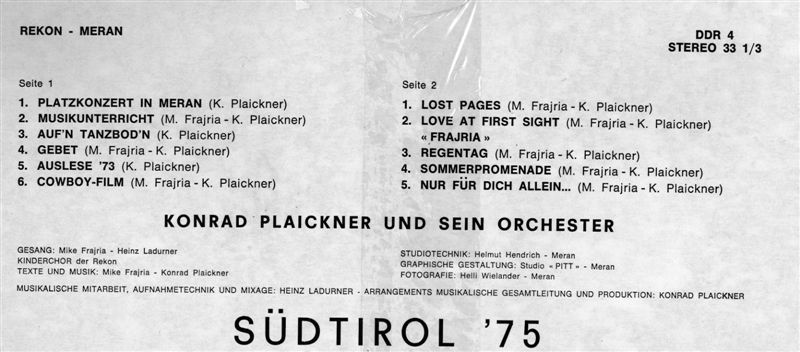 REKON - MERAN
DDR 4
STEREO 33 1/3
Seite 1
1. PLATZKONZERT IN MERAN (K. Plaickner)
2. MUSIKUNTERRICHT (M. Frajria - K. Plaickner)
3. AUF'N TANZBOD'N (K. Plaickner)
4. GEBET (M. Frajria - K. Plaickner)
5. AUSLESE '73 (K. Plaickner)
6. COWBOY-FILM (M. Frajria - K. Plaickner)
Seite 2
1. LOST PAGES (M. Frajria - K. Plaickner)
2. LOVE AT FIRST SIGHT (M. Frajria - K. Plaickner)
« FRAJRIA »
3. REGENTAG (M. Frajria - K. Plaickner)
4. SOMMERPROMENADE (M. Frajria - K. Plaickner)
5. NUR FÜR DICH ALLEIN... (M. Frajria - K. Plaickner)
KONRAD PLAICKNER UND SEIN ORCHESTER
GESANG: Mike Frajria - Heinz Ladurner
KINDERCHOR der Rekon
TEXTE UND MUSIK: Mike Frajria - Konrad Plaickner
STUDIOTECHNIK: Helmut Hendrich - Meran
GRAPHISCHE GESTALTUNG: Studio « PITT » - Meran
FOTOGRAFIE: Helli Wielander - Meran
MUSIKALISCHE MITARBEIT, AUFNAHMETECHNIK UND MIXAGE: HEINZ LADURNER - ARRANGEMENTS MUSIKALISCHE GESAMTLEITUNG UND PRODUKTION: KONRAD PLAICKNER
SÜDTIROL '75